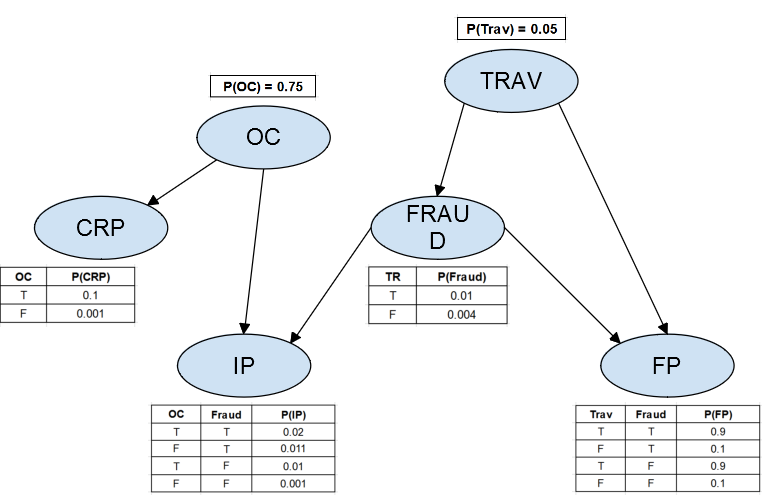 P(Trav) = 0.05
TRAV
P(OC) = 0.75
OC
CRP
FRAU
D
OC P(CRP)
T 0.1
F 0.001
TR P(Fraud)
T 0.01
F 0.004
IP
FP
OC Fraud P(IP)
T T 0.02
F T 0.011
T F 0.01
F F 0.001
Trav Fraud P(FP)
T T 0.9
F T 0.1
T F 0.9
F F 0.1